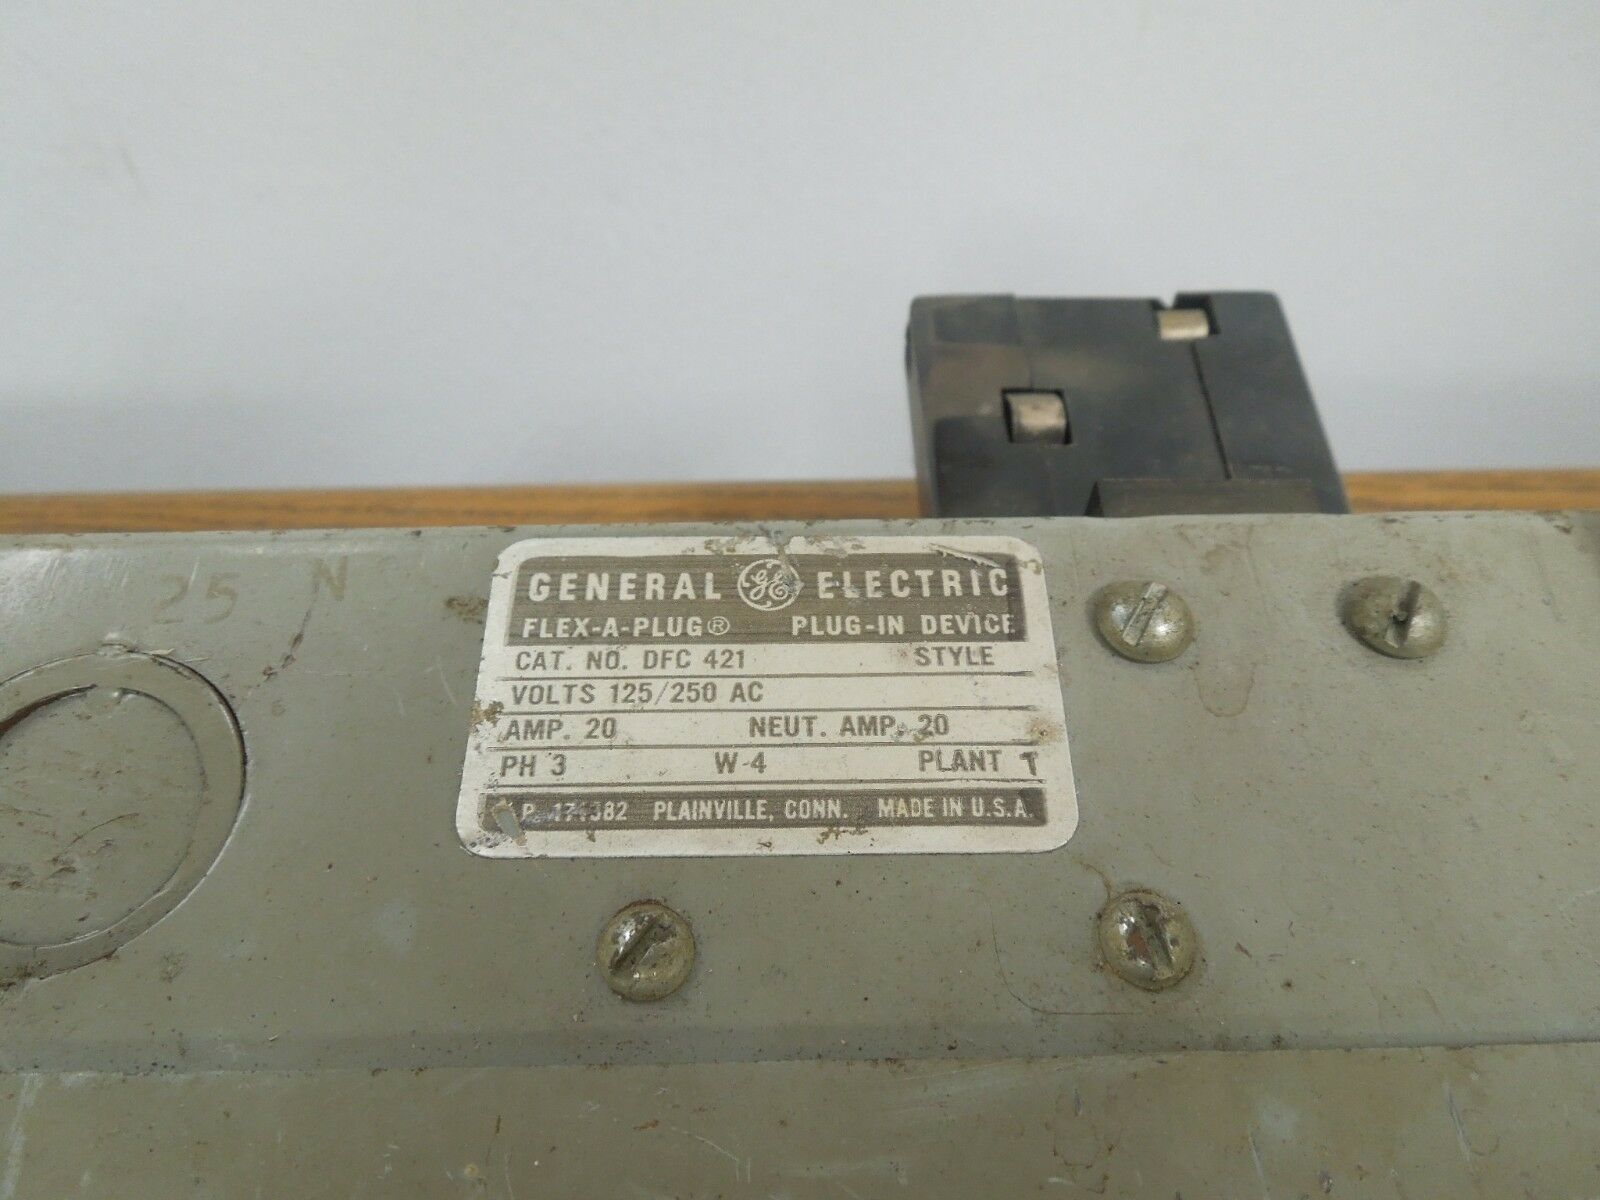 25 N
GENERAL GE ELECTRIC
FLEX-A-PLUG® PLUG-IN DEVICE
CAT. NO. DFC 421 STYLE
VOLTS 125/250 AC
AMP. 20 NEUT. AMP. 20
PH 3 W-4 PLANT T
PLAINVILLE, CONN. MADE IN U.S.A.